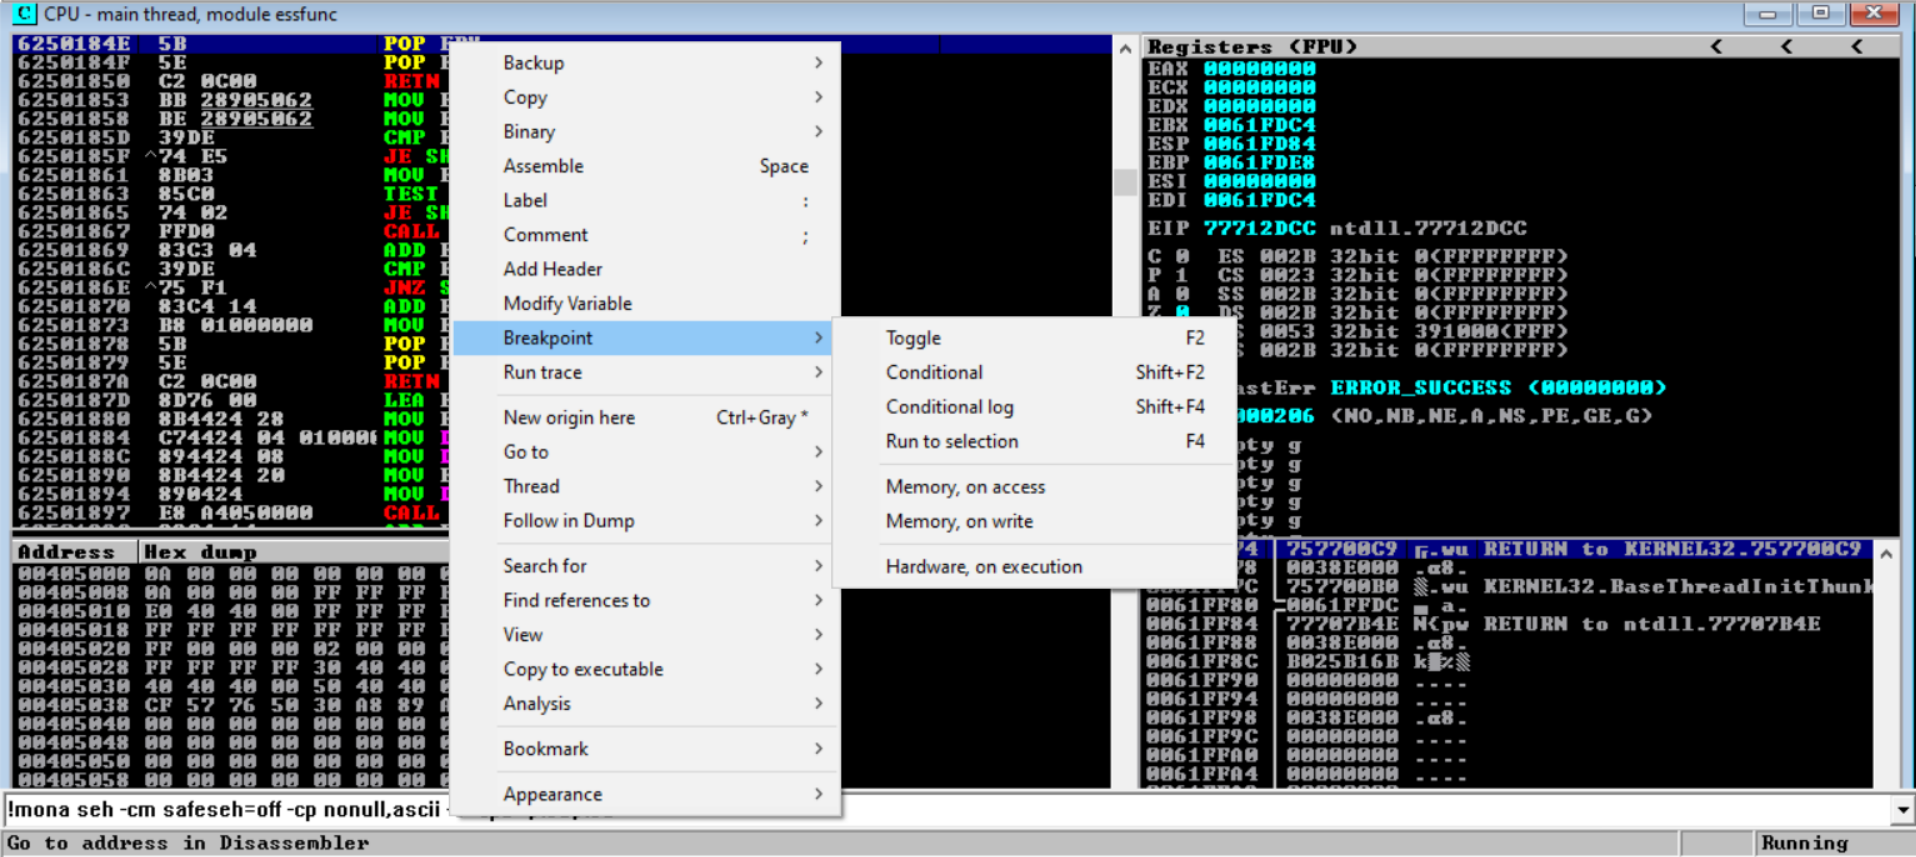 CPU - main thread, module essfunc
6250184E 5B POP
6250184F 5E POP
62501850 C2 0C00 RETN
62501853 BB 28905062 MOV
62501858 BE 28905062 MOV
6250185D 39DE CMP
6250185F ^74 E5 JE SH
62501861 8B03 MOV
62501863 85C0 TEST
62501865 74 02 JE SH
62501867 FFD0 CALL
62501869 83C3 04 ADD
6250186C 39DE CMP
6250186E ^75 F1 JNZ S
62501870 83C4 14 ADD
62501873 B8 01000000 MOV
62501878 5B POP
62501879 5E POP
6250187A C2 0C00 RETN
6250187D 8D76 00 LEA
62501880 8B4424 28 MOV
62501884 C74424 04 01000 MOV
6250188C 894424 08 MOV
62501890 8B4424 20 MOV
62501894 890424 MOV
62501897 E8 A4050000 CALL
Backup
Copy
Binary
Assemble Space
Label :
Comment ;
Add Header
Modify Variable
Breakpoint
Run trace
New origin here Ctrl+Gray *
Go to
Thread
Follow in Dump
Search for
Find references to
View
Copy to executable
Analysis
Bookmark
Appearance
Toggle F2
Conditional Shift+F2
Conditional log Shift+F4
Run to selection F4
Memory, on access
Memory, on write
Hardware, on execution
Registers (FPU) < < <
EAX 00000000
ECX 00000000
EDX 00000000
EBX 0061FDC4
ESP 0061FD84
EBP 0061FDE8
ESI 00000000
EDI 0061FDC4
EIP 77712DCC ntdll.77712DCC
C 0 ES 002B 32bit 0(FFFFFFFF)
P 1 CS 0023 32bit 0(FFFFFFFF)
A 0 SS 002B 32bit 0(FFFFFFFF)
Z 0 DS 002B 32bit 0(FFFFFFFF)
0053 32bit 391000(FFF)
002B 32bit 0(FFFFFFFF)
astErr ERROR_SUCCESS (00000000)
000206 (NO,NB,NE,A,NS,PE,GE,G)
pty g
pty g
pty g
pty g
pty g
Address Hex dump
00405000 0A 00 00 00 00 00 00
00405008 0A 00 00 00 FF FF FF
00405010 E0 40 40 00 FF FF FF
00405018 FF FF FF FF FF FF FF
00405020 FF 00 00 00 02 00 00
00405028 FF FF FF FF 30 40 40
00405030 40 40 40 00 50 40 40
00405038 CF 57 76 50 30 A8 89
00405040 00 00 00 00 00 00 00
00405048 00 00 00 00 00 00 00
00405050 00 00 00 00 00 00 00
00405058 00 00 00 00 00 00 00
74 757700C9 .wu RETURN to KERNEL32.757700C9
78 0038E000 .α8.
7C 757700B0 ▒.wu KERNEL32.BaseThreadInitThunk
0061FF80 0061FFDC ▄ a.
0061FF84 77707B4E N{pw RETURN to ntdll.77707B4E
0061FF88 0038E000 .α8.
0061FF8C B025B16B k▓%▒
0061FF90 00000000 ....
0061FF94 00000000 ....
0061FF98 0038E000 .α8.
0061FF9C 00000000 ....
0061FFA0 00000000 ....
0061FFA4 00000000 ....
!mona seh -cm safeseh=off -cp nonull,ascii
Go to address in Disassembler
Running